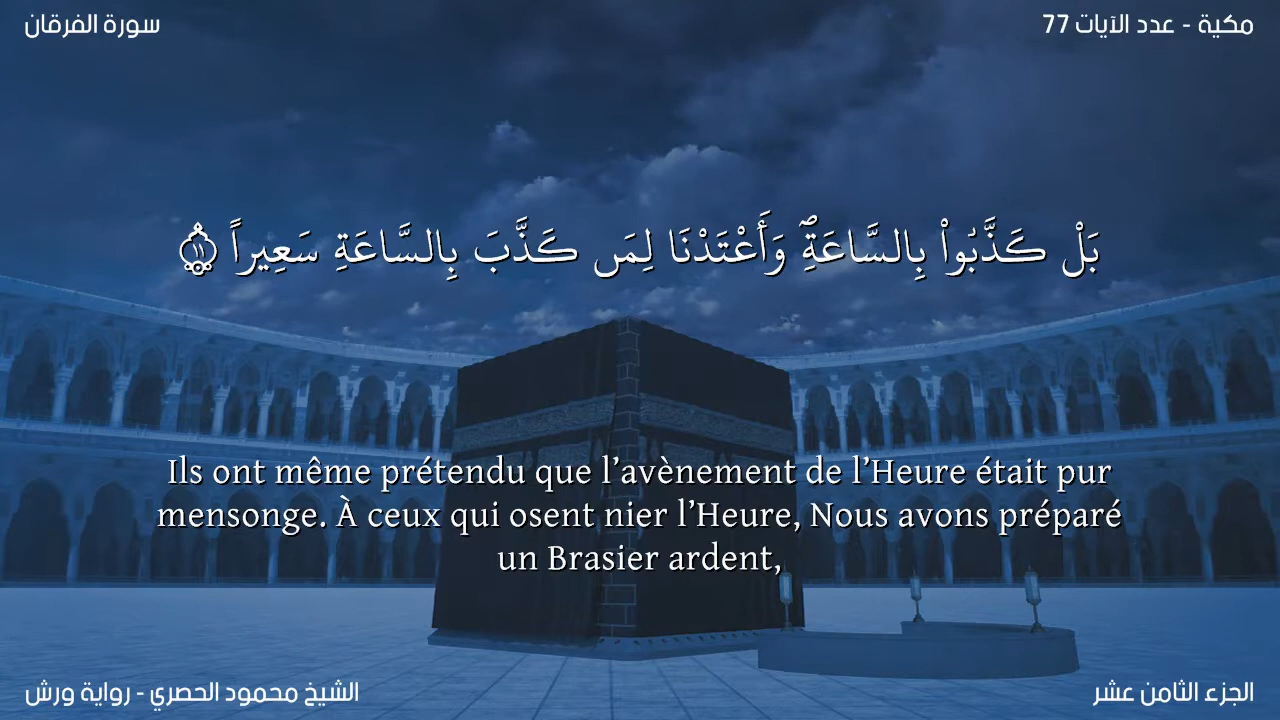 سورة الفرقان
مكية - عدد الآيات 77
بَلْ كَذَّبُواْ بِالسَّاعَةِۖ وَأَعْتَدْنَا لِمَن كَذَّبَ بِالسَّاعَةِ سَعِيراً ١١
Ils ont même prétendu que l’avènement de l’Heure était pur
mensonge. À ceux qui osent nier l’Heure, Nous avons préparé
un Brasier ardent,
الشيخ محمود الحصري - رواية ورش
الجزء الثامن عشر